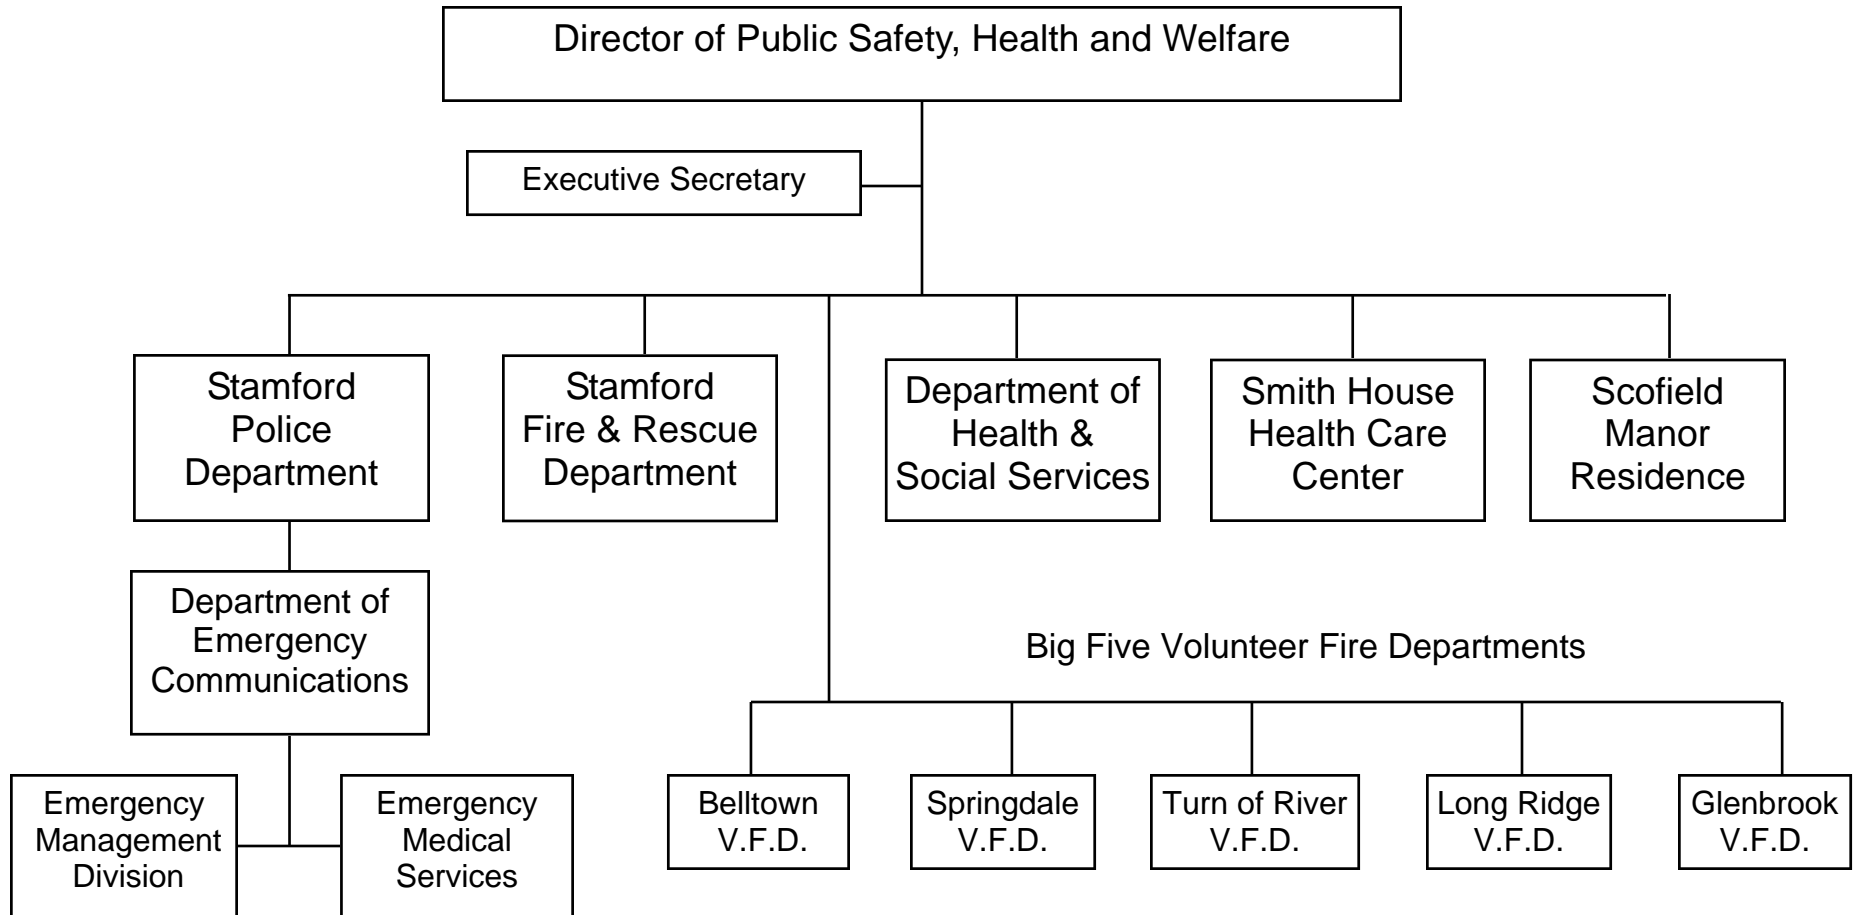 Director of Public Safety, Health and Welfare
Executive Secretary
Stamford
Police
Department
Stamford
Fire & Rescue
Department
Department of
Health &
Social Services
Smith House
Health Care
Center
Scofield
Manor
Residence
Department of
Emergency
Communications
Big Five Volunteer Fire Departments
Emergency
Management
Division
Emergency
Medical
Services
Belltown
V.F.D.
Springdale
V.F.D.
Turn of River
V.F.D.
Long Ridge
V.F.D.
Glenbrook
V.F.D.